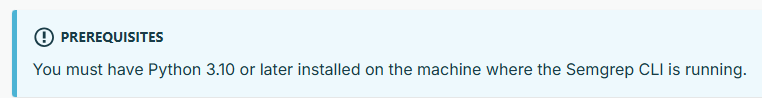 PREREQUISITES
You must have Python 3.10 or later installed on the machine where the Semgrep CLI is running.